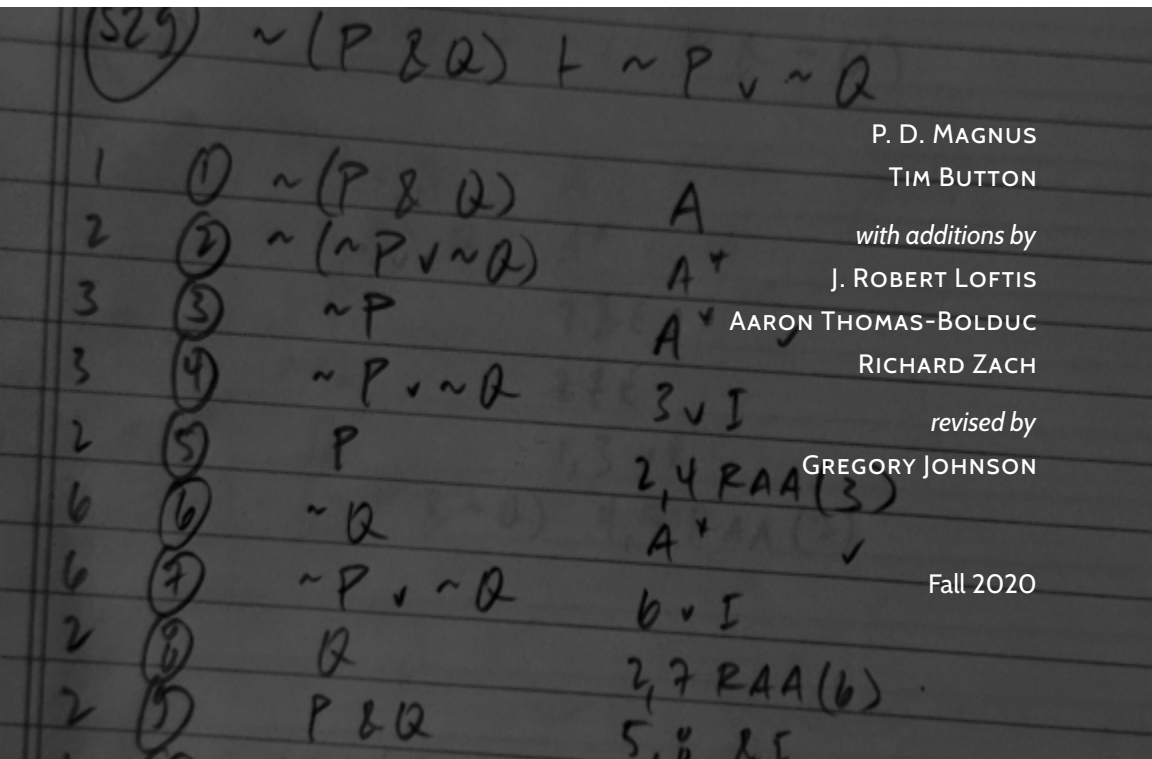 S29 ~(P & Q) ⊢ ~P v ~Q
1 ① ~(P & Q) A
2 ② ~(~P v ~Q) A*
3 ③ ~P A* ✓
3 ④ ~P v ~Q 3 v I
2 ⑤ P 2,4 RAA(3)
6 ⑥ ~Q A* ✓
6 ⑦ ~P v ~Q 6 v I
2 ⑧ Q 2,7 RAA(6)
2 ⑨ P & Q 5,8 &I
P. D. MAGNUS
TIM BUTTON
with additions by
J. ROBERT LOFTIS
AARON THOMAS-BOLDUC
RICHARD ZACH
revised by
GREGORY JOHNSON
Fall 2020